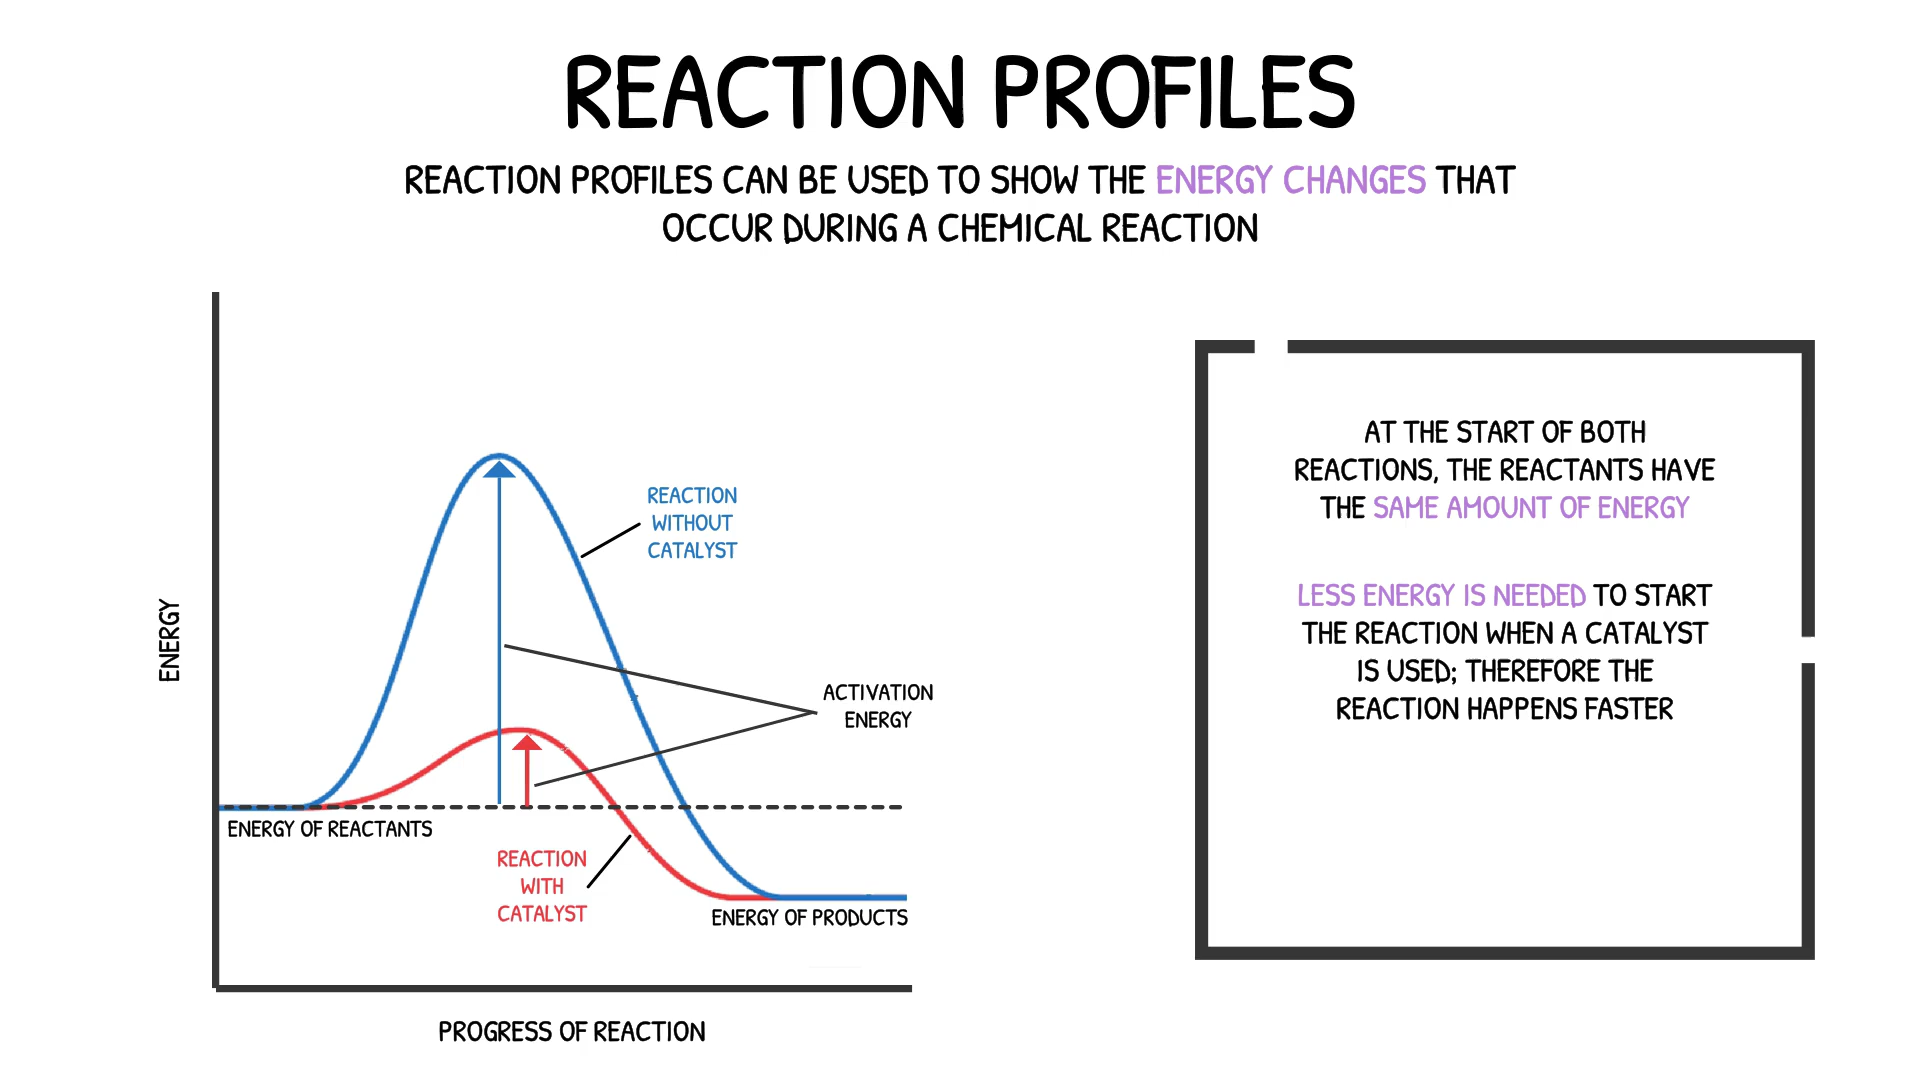 REACTION PROFILES
REACTION PROFILES CAN BE USED TO SHOW THE ENERGY CHANGES THAT
OCCUR DURING A CHEMICAL REACTION
ENERGY
REACTION
WITHOUT
CATALYST
ACTIVATION
ENERGY
ENERGY OF REACTANTS
REACTION
WITH
CATALYST
ENERGY OF PRODUCTS
PROGRESS OF REACTION
AT THE START OF BOTH
REACTIONS, THE REACTANTS HAVE
THE SAME AMOUNT OF ENERGY
LESS ENERGY IS NEEDED TO START
THE REACTION WHEN A CATALYST
IS USED; THEREFORE THE
REACTION HAPPENS FASTER